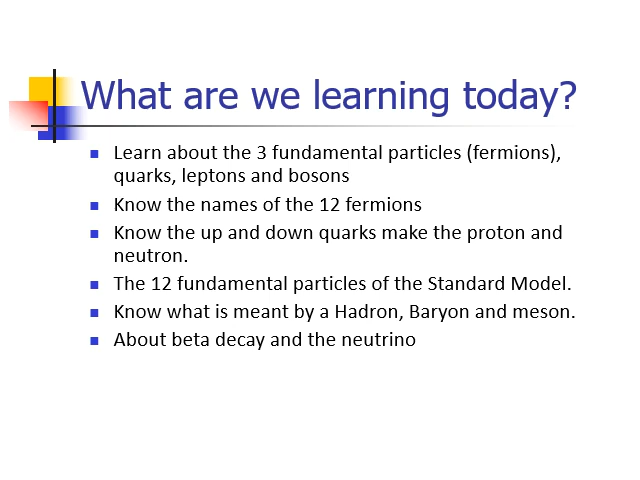 What are we learning today?
Learn about the 3 fundamental particles (fermions),
quarks, leptons and bosons
Know the names of the 12 fermions
Know the up and down quarks make the proton and
neutron.
The 12 fundamental particles of the Standard Model.
Know what is meant by a Hadron, Baryon and meson.
About beta decay and the neutrino